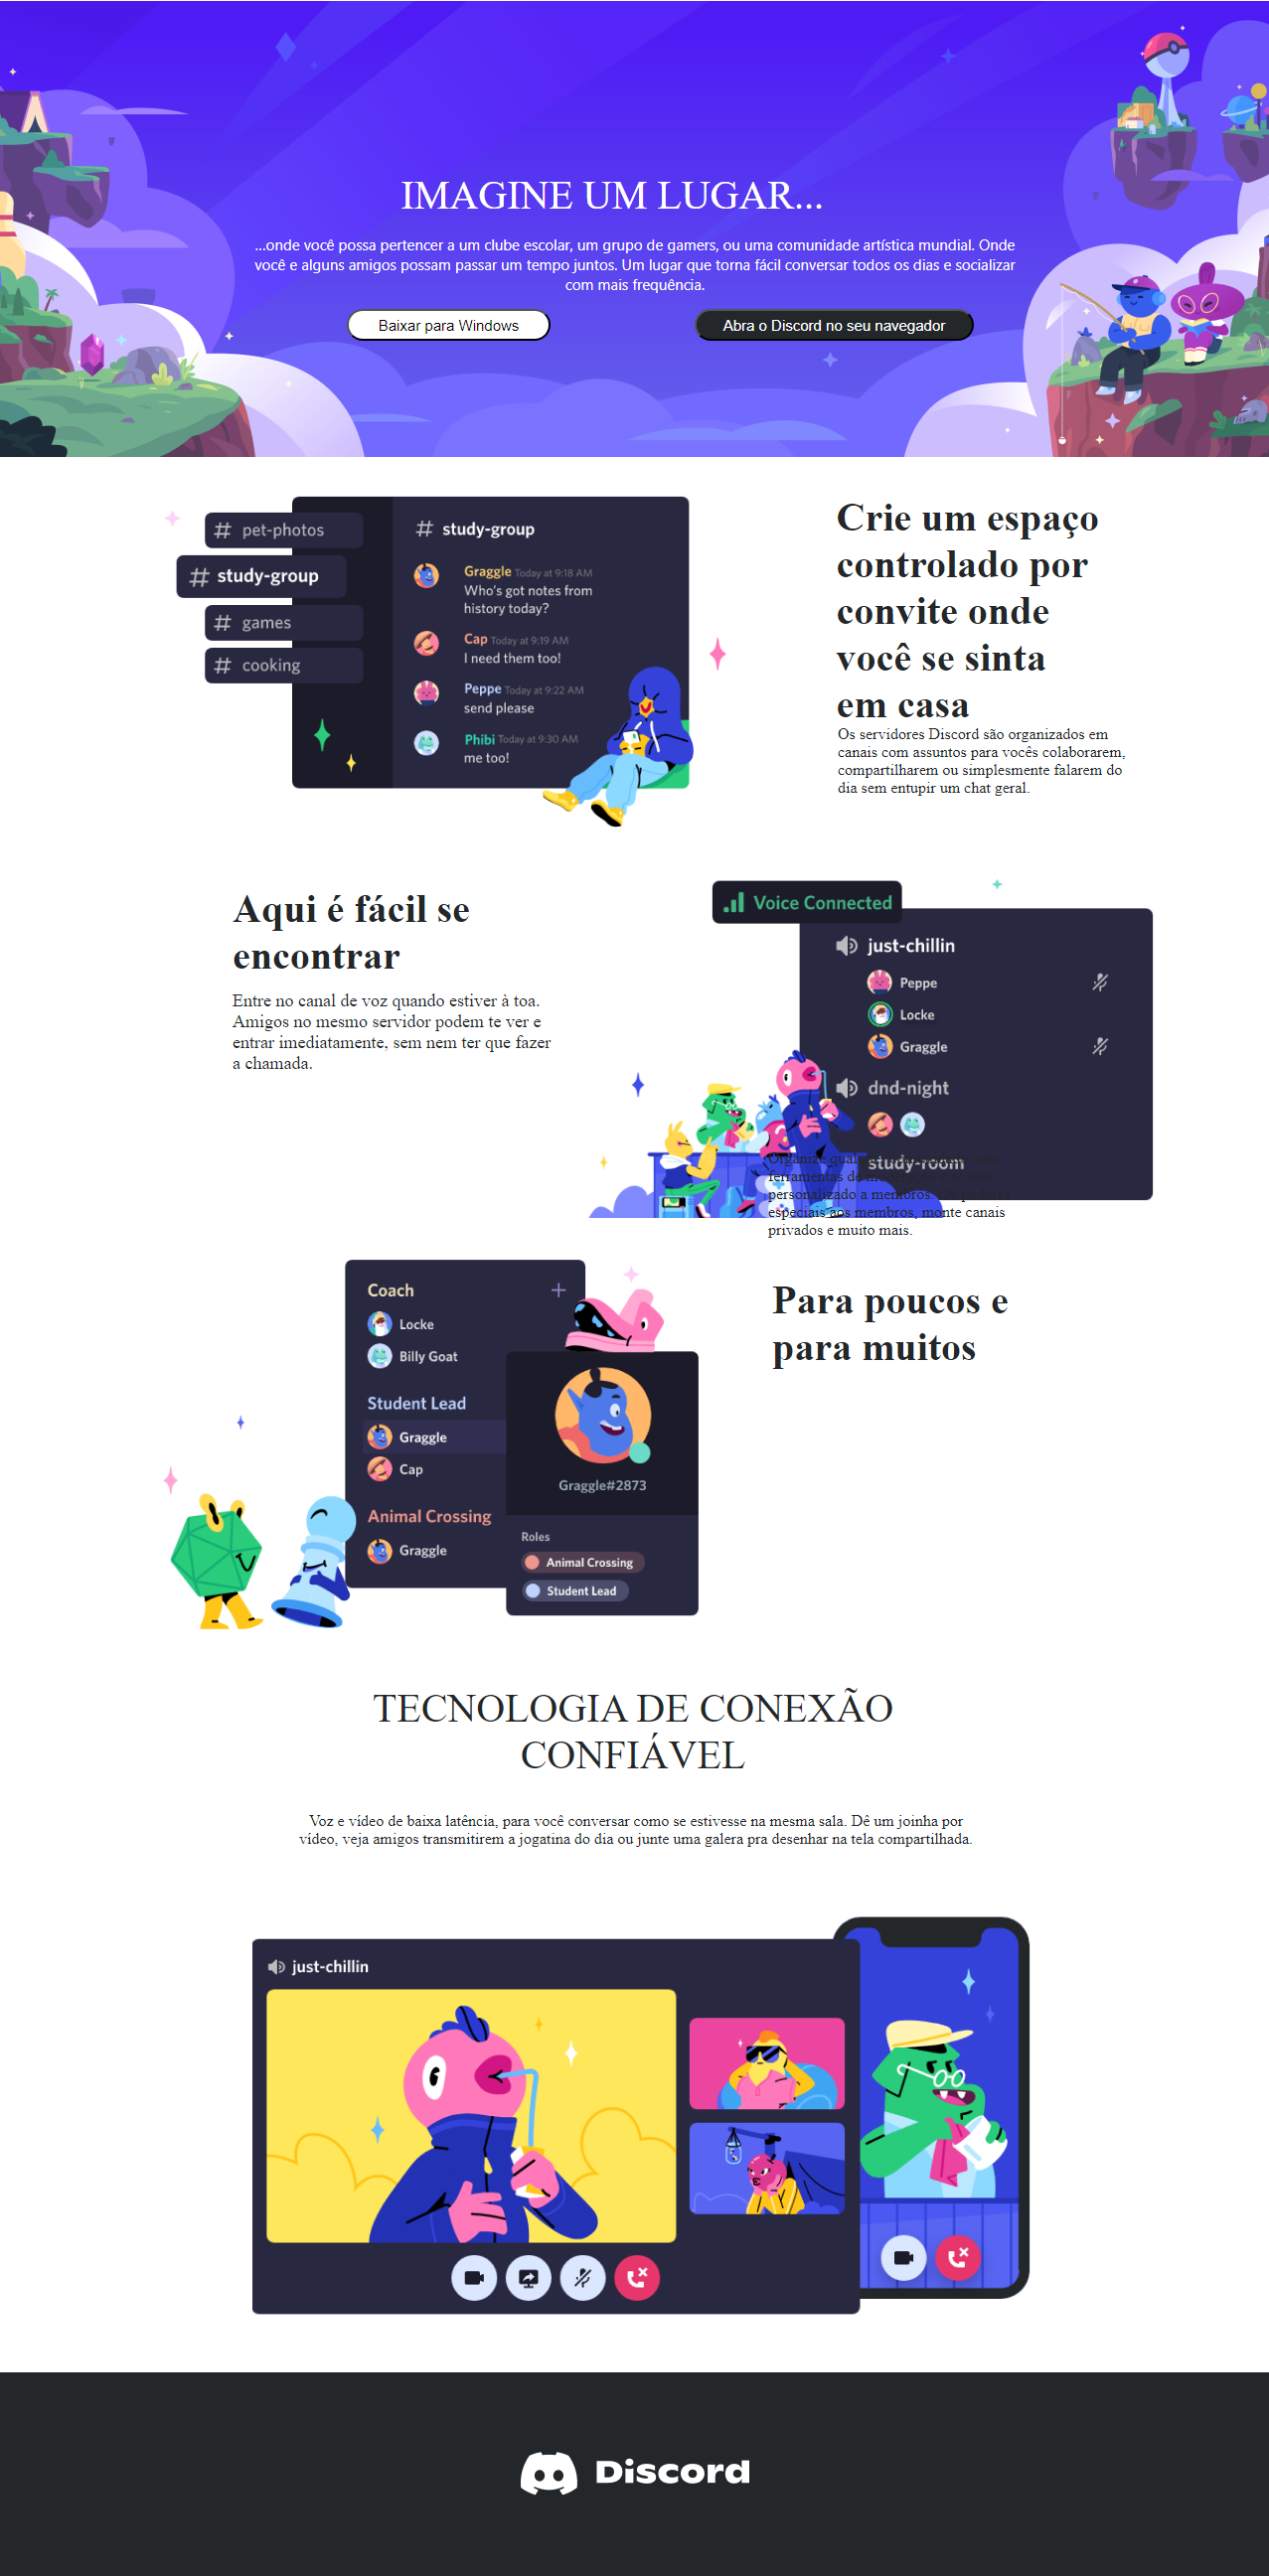 IMAGINE UM LUGAR...
...onde você possa pertencer a um clube escolar, um grupo de gamers, ou uma comunidade artística mundial. Onde
você e alguns amigos possam passar um tempo juntos. Um lugar que torna fácil conversar todos os dias e socializar
com mais frequência.
Baixar para Windows
Abra o Discord no seu navegador
# pet-photos
# study-group
# games
# cooking
# study-group
Graggle Today at 9:18 AM
Who's got notes from
history today?
Cap Today at 9:19 AM
I need them too!
Peppe Today at 9:22 AM
send please
Phibi Today at 9:30 AM
me too!
Crie um espaço
controlado por
convite onde
você se sinta
em casa
Os servidores Discord são organizados em
canais com assuntos para vocês colaborarem,
compartilharem ou simplesmente falarem do
dia sem entupir um chat geral.
Aqui é fácil se
encontrar
Entre no canal de voz quando estiver à toa.
Amigos no mesmo servidor podem te ver e
entrar imediatamente, sem nem ter que fazer
a chamada.
Voice Connected
just-chillin
Peppe
Locke
Graggle
dnd-night
study-room
Organize
ferramentas
personalizado a membros.
especiais aos membros, monte canais
privados e muito mais.
Coach
Locke
Billy Goat
Student Lead
Graggle
Cap
Animal Crossing
Graggle
Graggle#2873
Roles
Animal Crossing
Student Lead
Para poucos e
para muitos
TECNOLOGIA DE CONEXÃO
CONFIÁVEL
Voz e vídeo de baixa latência, para você conversar como se estivesse na mesma sala. Dê um joinha por
vídeo, veja amigos transmitirem a jogatina do dia ou junte uma galera pra desenhar na tela compartilhada.
just-chillin
Discord